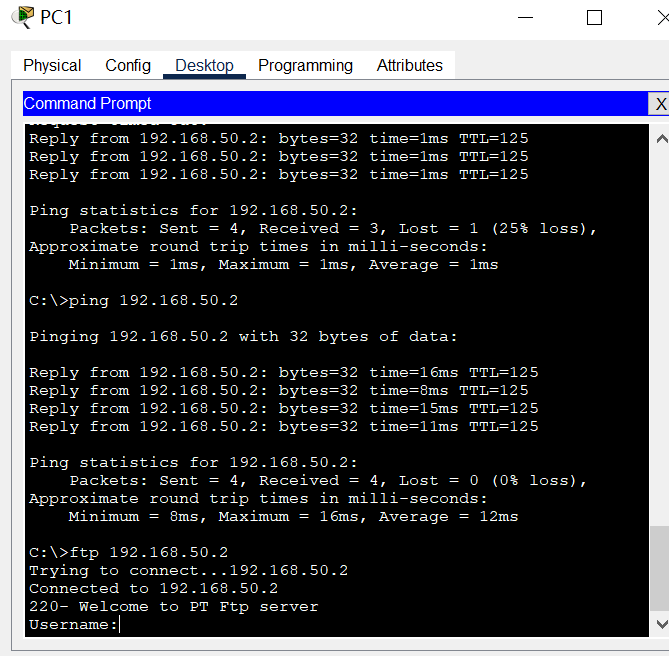 PC1
Physical Config Desktop Programming Attributes
Command Prompt X
Reply from 192.168.50.2: bytes=32 time=1ms TTL=125
Reply from 192.168.50.2: bytes=32 time=1ms TTL=125
Reply from 192.168.50.2: bytes=32 time=1ms TTL=125
Ping statistics for 192.168.50.2:
Packets: Sent = 4, Received = 3, Lost = 1 (25% loss),
Approximate round trip times in milli-seconds:
Minimum = 1ms, Maximum = 1ms, Average = 1ms
C:\>ping 192.168.50.2
Pinging 192.168.50.2 with 32 bytes of data:
Reply from 192.168.50.2: bytes=32 time=16ms TTL=125
Reply from 192.168.50.2: bytes=32 time=8ms TTL=125
Reply from 192.168.50.2: bytes=32 time=15ms TTL=125
Reply from 192.168.50.2: bytes=32 time=11ms TTL=125
Ping statistics for 192.168.50.2:
Packets: Sent = 4, Received = 4, Lost = 0 (0% loss),
Approximate round trip times in milli-seconds:
Minimum = 8ms, Maximum = 16ms, Average = 12ms
C:\>ftp 192.168.50.2
Trying to connect...192.168.50.2
Connected to 192.168.50.2
220- Welcome to PT Ftp server
Username: